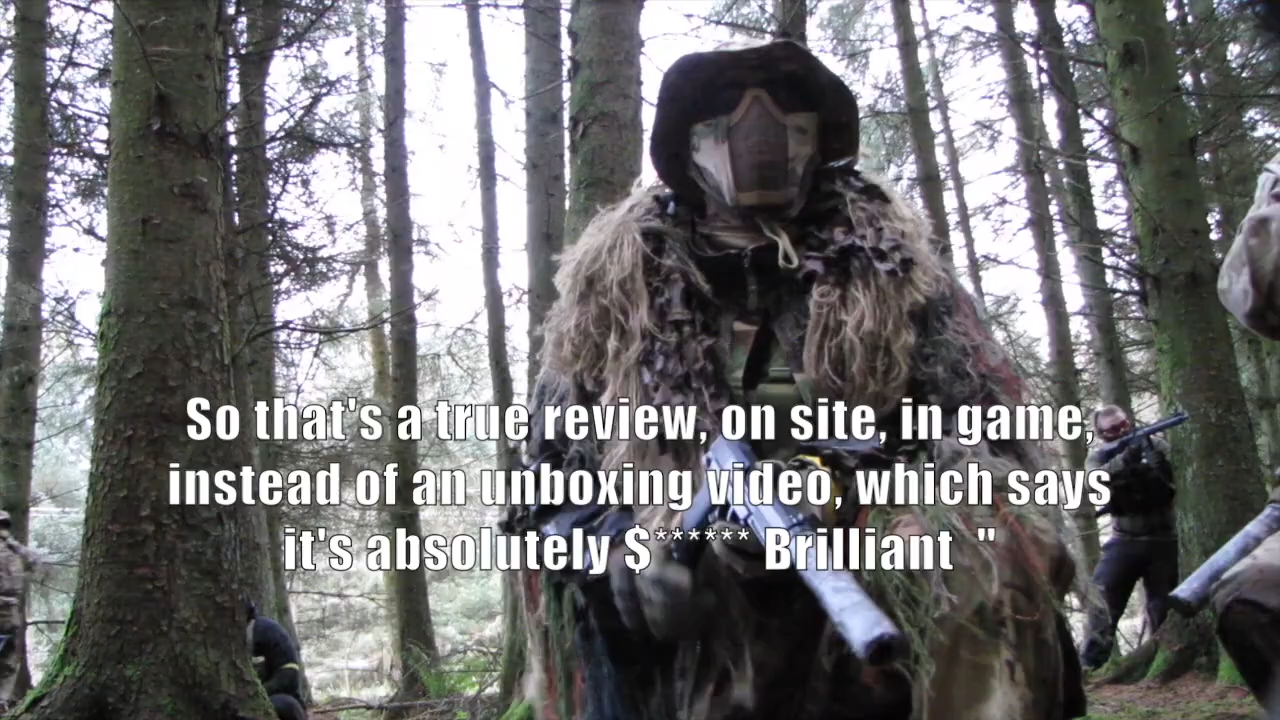 So that's a true review, on site, in game,
instead of an unboxing video, which says
it's absolutely $****** Brilliant  "